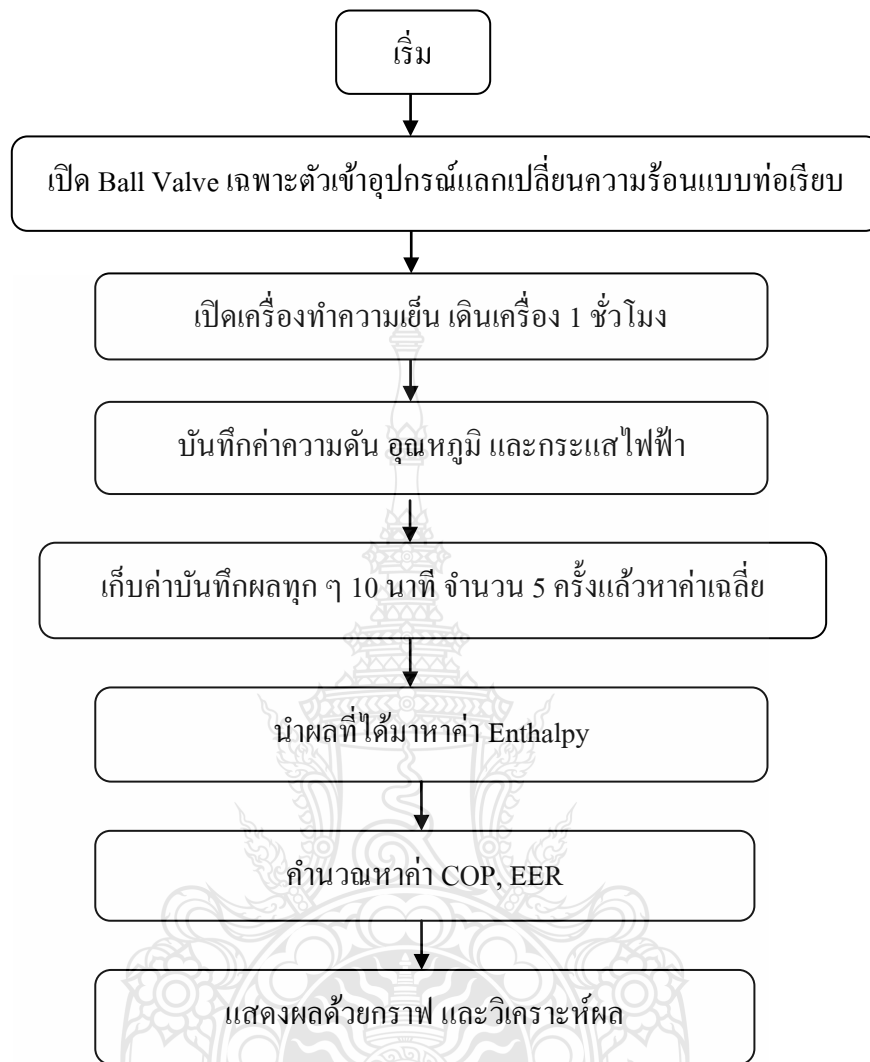 เริ่ม
เปิด Ball Valve เฉพาะตัวเข้าอุปกรณ์แลกเปลี่ยนความร้อนแบบท่อเรียบ
เปิดเครื่องทำความเย็น เดินเครื่อง 1 ชั่วโมง
บันทึกค่าความดัน อุณหภูมิ และกระแสไฟฟ้า
เก็บค่าบันทึกผลทุก ๆ 10 นาที จำนวน 5 ครั้งแล้วหาค่าเฉลี่ย
นำผลที่ได้มาหาค่า Enthalpy
คำนวณหาค่า COP, EER
แสดงผลด้วยกราฟ และวิเคราะห์ผล